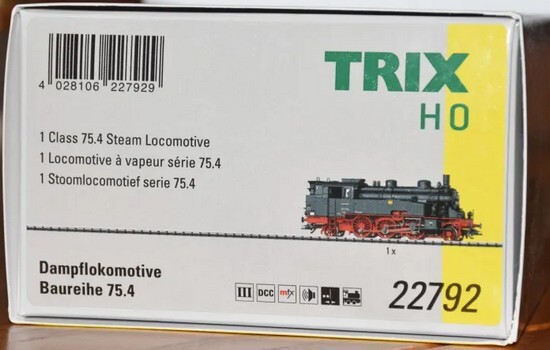 TRIX
H0
4 028106 227929
1 Class 75.4 Steam Locomotive
1 Locomotive à vapeur série 75.4
1 Stoomlocomotief serie 75.4
1 x
Dampflokomotive
Baureihe 75.4
III DCC mfx
22792